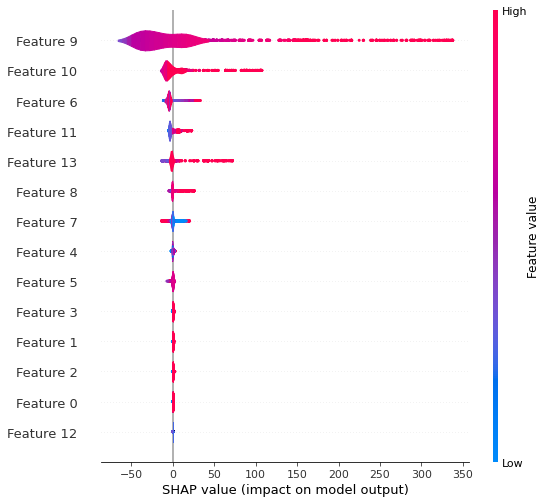 High
Feature 9
Feature 10
Feature 6
Feature 11
Feature 13
Feature 8
Feature 7
Feature 4
Feature 5
Feature 3
Feature 1
Feature 2
Feature 0
Feature 12
Feature value
Low
−50 0 50 100 150 200 250 300 350
SHAP value (impact on model output)